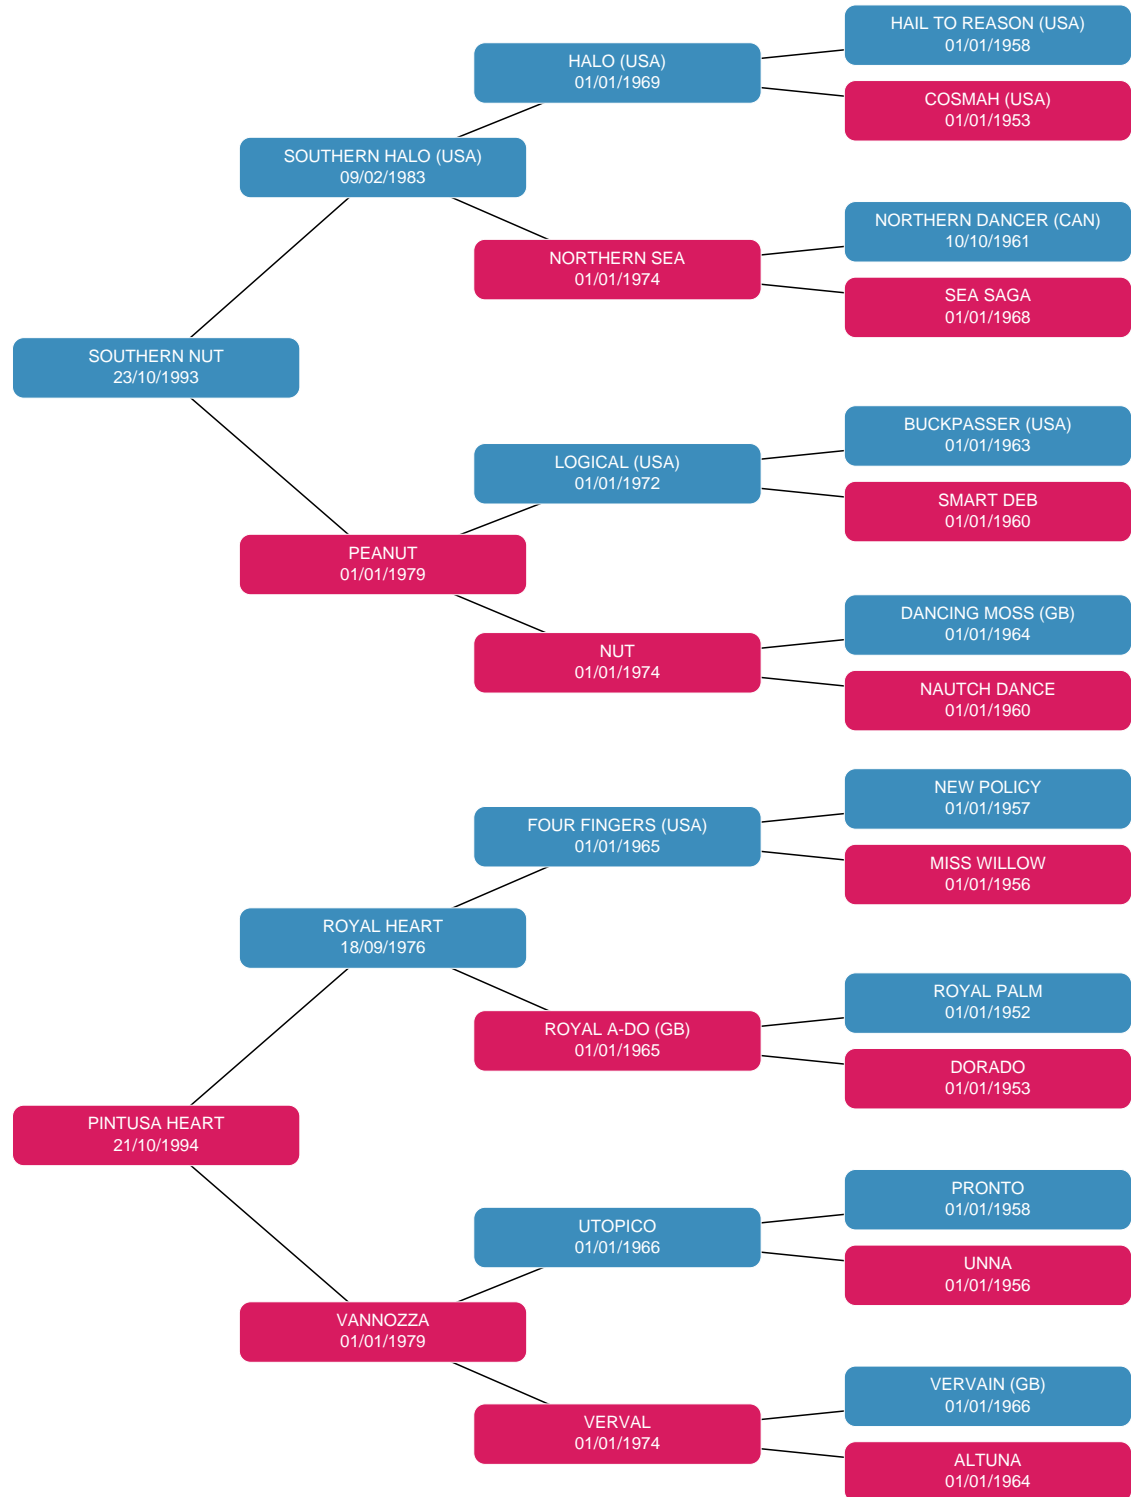 HAIL TO REASON (USA)
01/01/1958
HALO (USA)
01/01/1969
COSMAH (USA)
01/01/1953
SOUTHERN HALO (USA)
09/02/1983
NORTHERN DANCER (CAN)
10/10/1961
NORTHERN SEA
01/01/1974
SEA SAGA
01/01/1968
SOUTHERN NUT
23/10/1993
BUCKPASSER (USA)
01/01/1963
LOGICAL (USA)
01/01/1972
SMART DEB
01/01/1960
PEANUT
01/01/1979
DANCING MOSS (GB)
01/01/1964
NUT
01/01/1974
NAUTCH DANCE
01/01/1960
NEW POLICY
01/01/1957
FOUR FINGERS (USA)
01/01/1965
MISS WILLOW
01/01/1956
ROYAL HEART
18/09/1976
ROYAL PALM
01/01/1952
ROYAL A-DO (GB)
01/01/1965
DORADO
01/01/1953
PINTUSA HEART
21/10/1994
PRONTO
01/01/1958
UTOPICO
01/01/1966
UNNA
01/01/1956
VANNOZZA
01/01/1979
VERVAIN (GB)
01/01/1966
VERVAL
01/01/1974
ALTUNA
01/01/1964